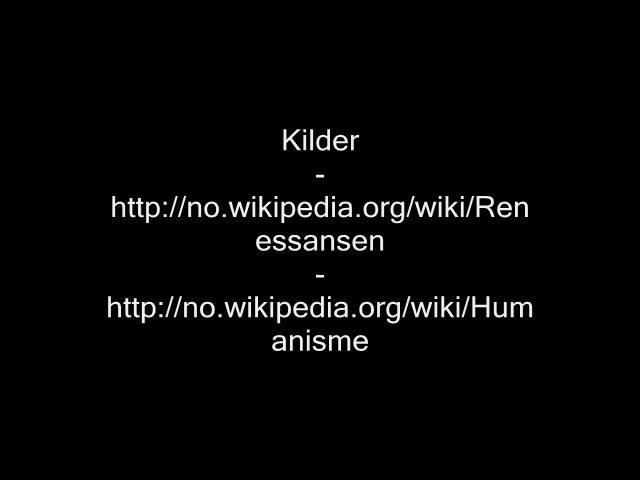 Kilder
-
http://no.wikipedia.org/wiki/Ren
essansen
-
http://no.wikipedia.org/wiki/Hum
anisme